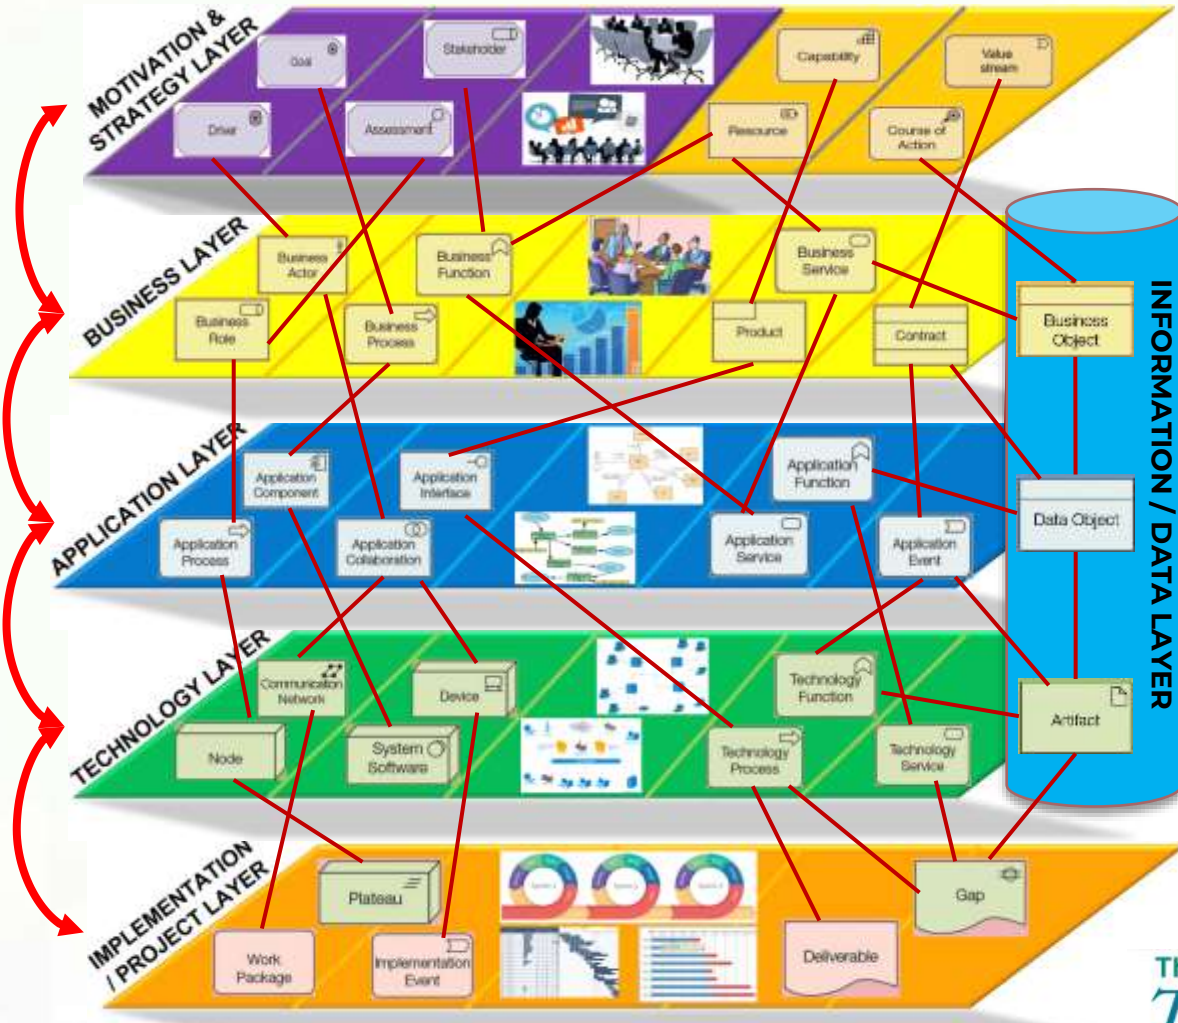 MOTIVATION &
STRATEGY LAYER
Goal
Stakeholder
Capability
Value
stream
Driver
Assessment
Resource
Course of
Action
BUSINESS LAYER
Business
Actor
Business
Function
Business
Service
Business
Role
Business
Process
Product
Contract
Business
Object
INFORMATION / DATA LAYER
APPLICATION LAYER
Application
Component
Application
Interface
Application
Function
Application
Process
Application
Collaboration
Application
Service
Application
Event
Data Object
TECHNOLOGY LAYER
Communication
Network
Device
Technology
Function
Node
System
Software
Technology
Process
Technology
Service
Artifact
IMPLEMENTATION
/ PROJECT LAYER
Plateau
Gap
Work
Package
Implementation
Event
Deliverable